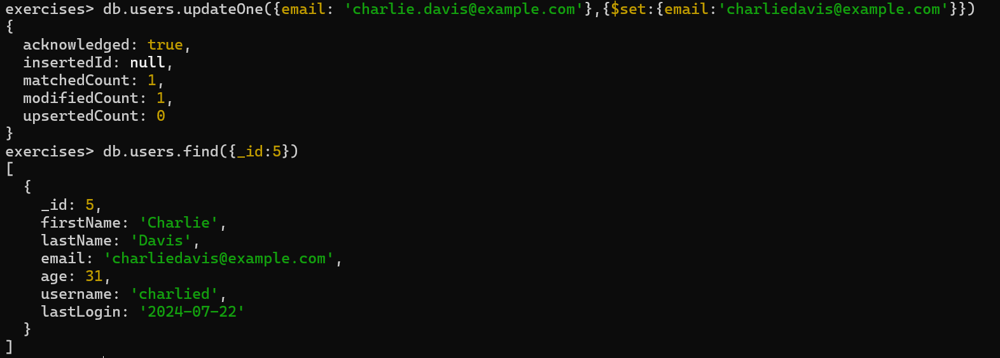 exercises> db.users.updateOne({email: 'charlie.davis@example.com'},{$set:{email:'charliedavis@example.com'}})
{
  acknowledged: true,
  insertedId: null,
  matchedCount: 1,
  modifiedCount: 1,
  upsertedCount: 0
}
exercises> db.users.find({_id:5})
[
  {
    _id: 5,
    firstName: 'Charlie',
    lastName: 'Davis',
    email: 'charliedavis@example.com',
    age: 31,
    username: 'charlied',
    lastLogin: '2024-07-22'
  }
]